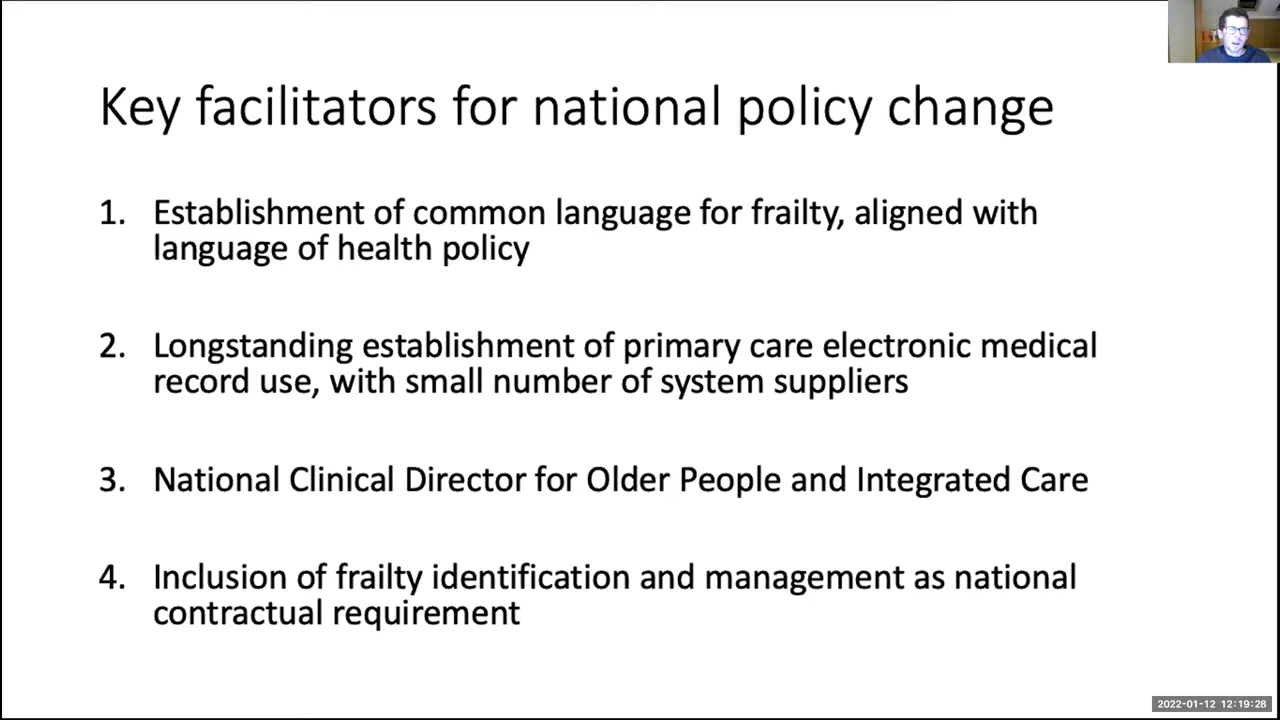 Key facilitators for national policy change
1. Establishment of common language for frailty, aligned with
language of health policy
2. Longstanding establishment of primary care electronic medical
record use, with small number of system suppliers
3. National Clinical Director for Older People and Integrated Care
4. Inclusion of frailty identification and management as national
contractual requirement
2022-01-12 12:19:28